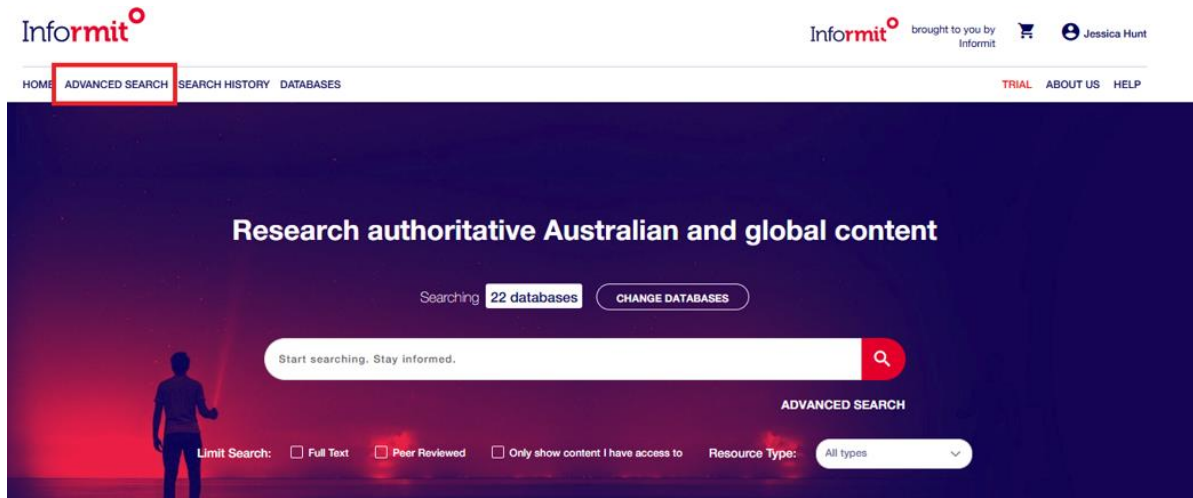 Informit
Informit brought to you by
Informit
Jessica Hunt
HOME ADVANCED SEARCH SEARCH HISTORY DATABASES
TRIAL ABOUT US HELP
Research authoritative Australian and global content
Searching 22 databases CHANGE DATABASES
Start searching. Stay informed.
ADVANCED SEARCH
Limit Search: Full Text Peer Reviewed Only show content I have access to Resource Type: All types